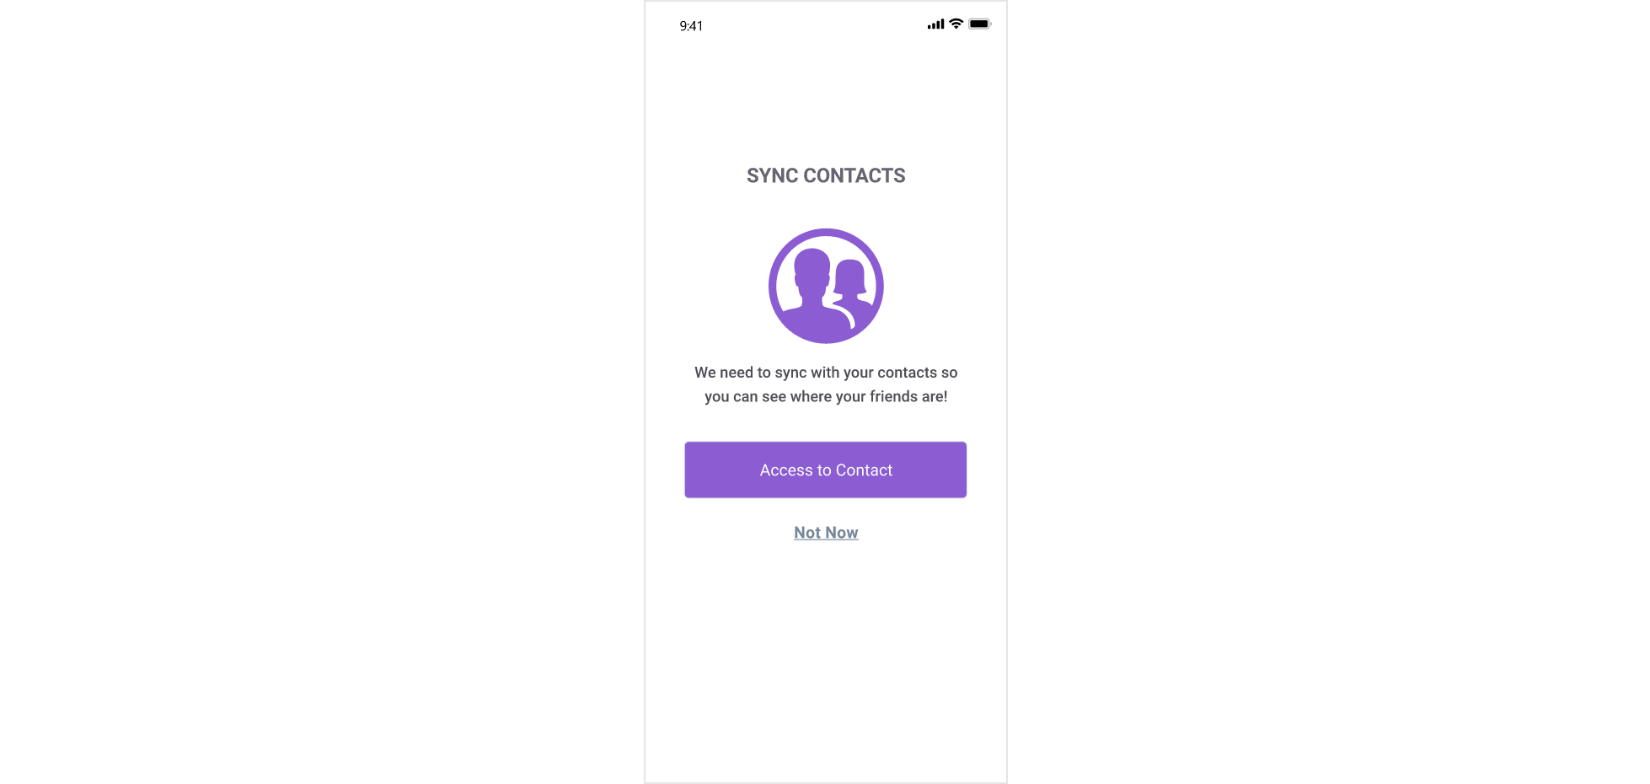 9:41
SYNC CONTACTS
We need to sync with your contacts so
you can see where your friends are!
Access to Contact
Not Now